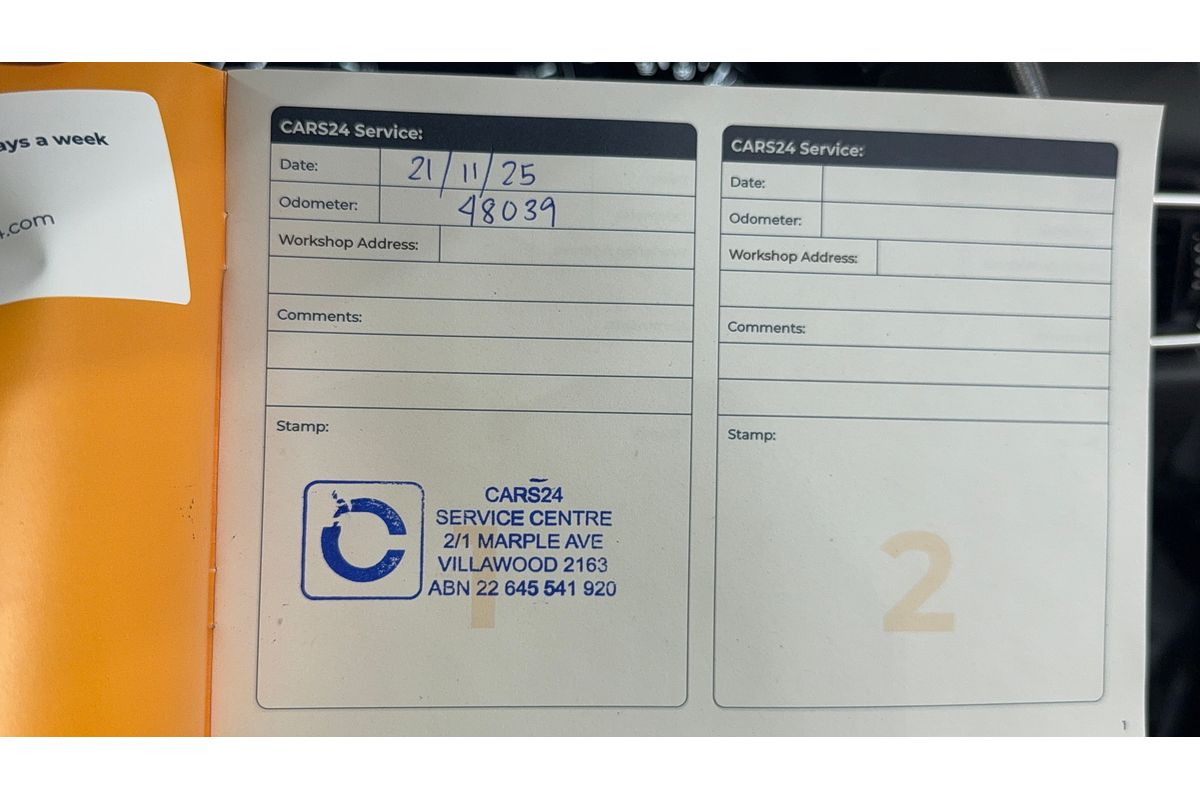 ays a week
.com
CARS24 Service:
Date: 21/11/25
Odometer: 48039
Workshop Address:
Comments:
Stamp:
CARS24
SERVICE CENTRE
2/1 MARPLE AVE
VILLAWOOD 2163
ABN 22 645 541 920
1
CARS24 Service:
Date:
Odometer:
Workshop Address:
Comments:
Stamp:
2
1